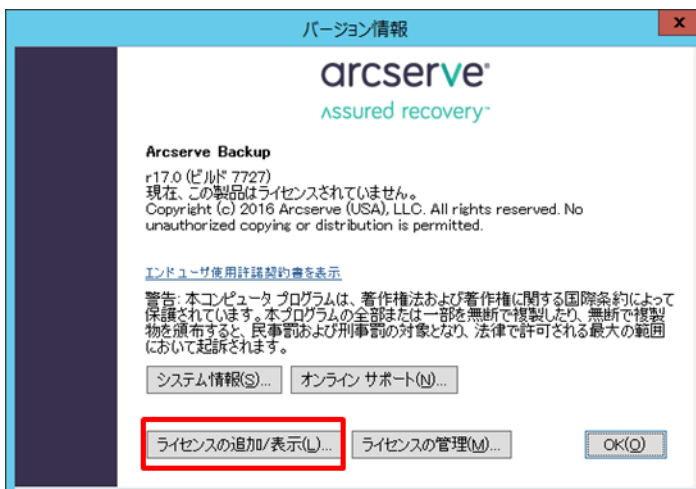 バージョン情報
x
arcserve®
Assured recovery™
Arcserve Backup
r17.0 (ビルド 7727)
現在、この製品はライセンスされていません。
Copyright (c) 2016 Arcserve (USA), LLC. All rights reserved. No
unauthorized copying or distribution is permitted.
エンドユーザ使用許諾契約書を表示
警告: 本コンピュータ プログラムは、著作権法および著作権に関する国際条約によって
保護されています。本プログラムの全部または一部を無断で複製したり、無断で複製
物を頒布すると、民事罰および刑事罰の対象となり、法律で許可される最大の範囲
において起訴されます。
システム情報(S)... オンライン サポート(N)...
ライセンスの追加/表示(L)... ライセンスの管理(M)... OK(O)